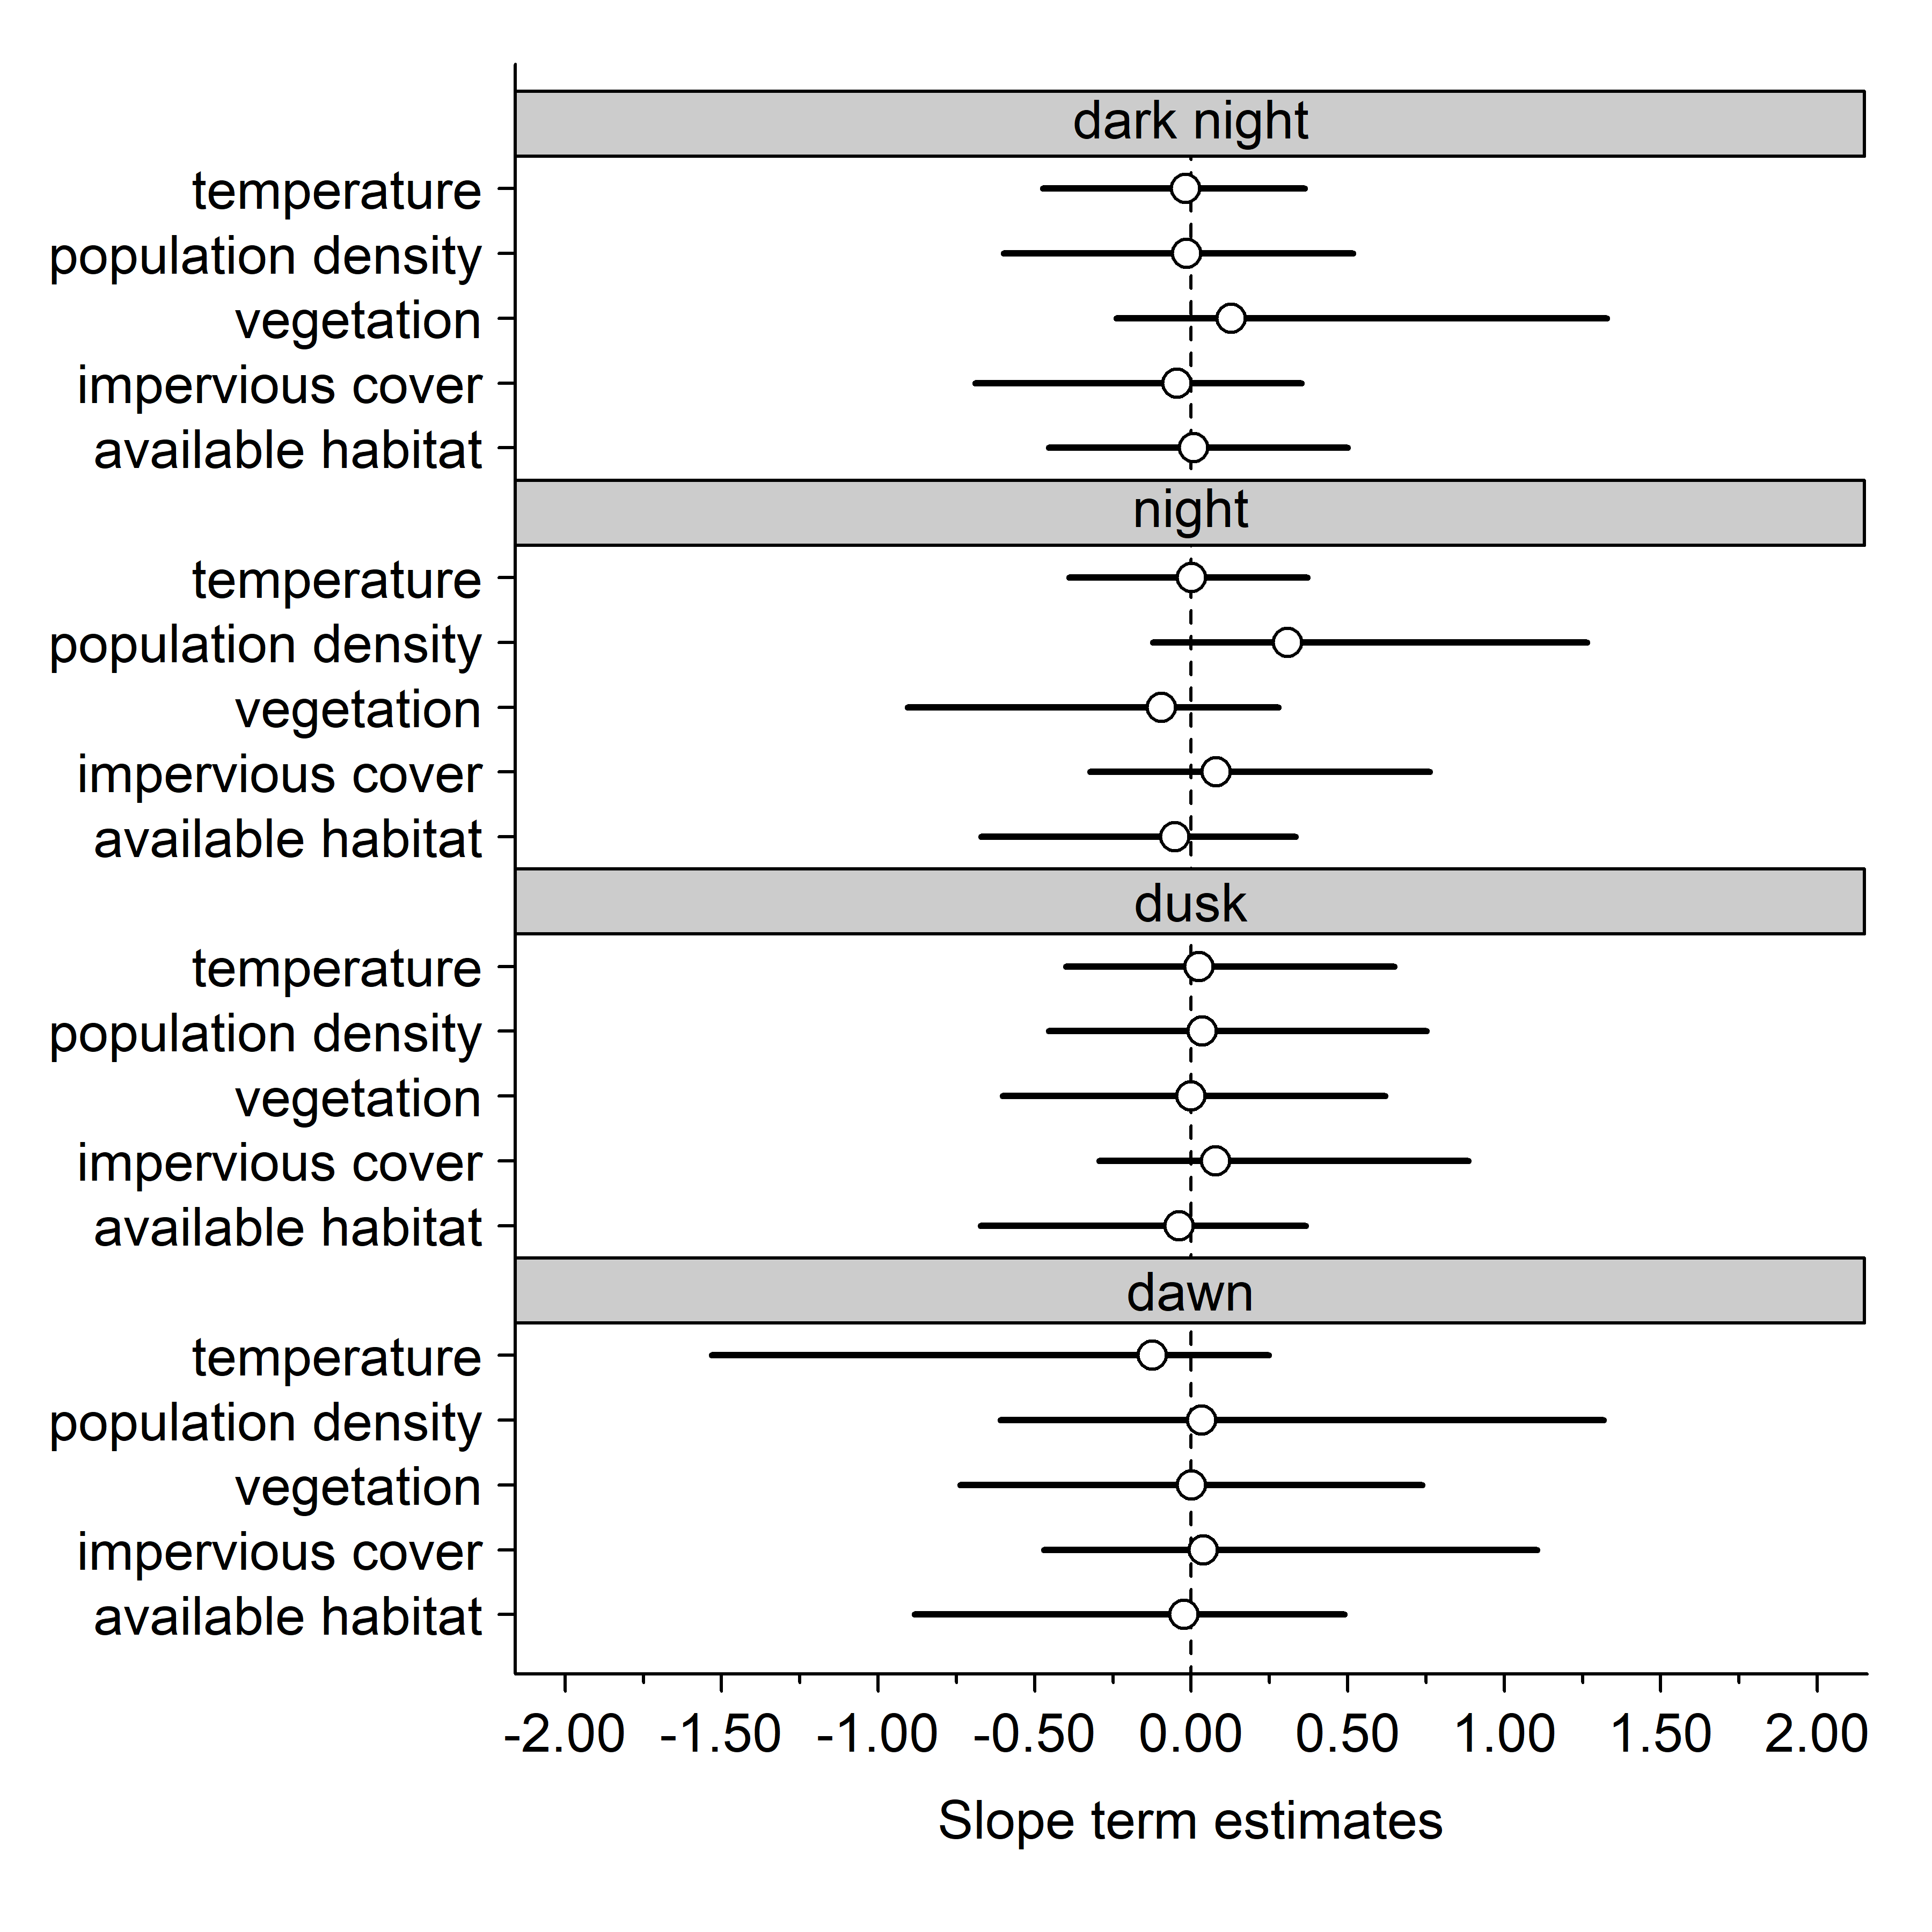 dark night
temperature
population density
vegetation
impervious cover
available habitat
night
temperature
population density
vegetation
impervious cover
available habitat
dusk
temperature
population density
vegetation
impervious cover
available habitat
dawn
temperature
population density
vegetation
impervious cover
available habitat
-2.00 -1.50 -1.00 -0.50 0.00 0.50 1.00 1.50 2.00
Slope term estimates